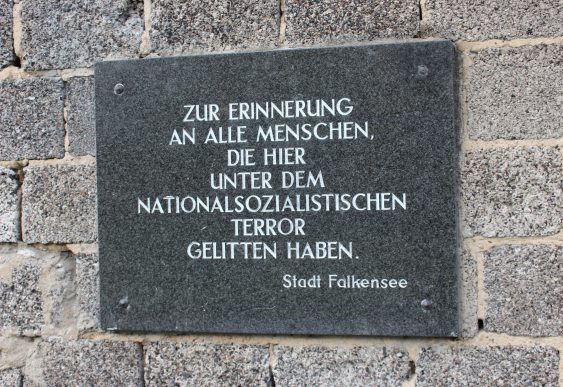 ZUR ERINNERUNG
AN ALLE MENSCHEN,
DIE HIER
UNTER DEM
NATIONALSOZIALISTISCHEN
TERROR
GELITTEN HABEN.
Stadt Falkensee